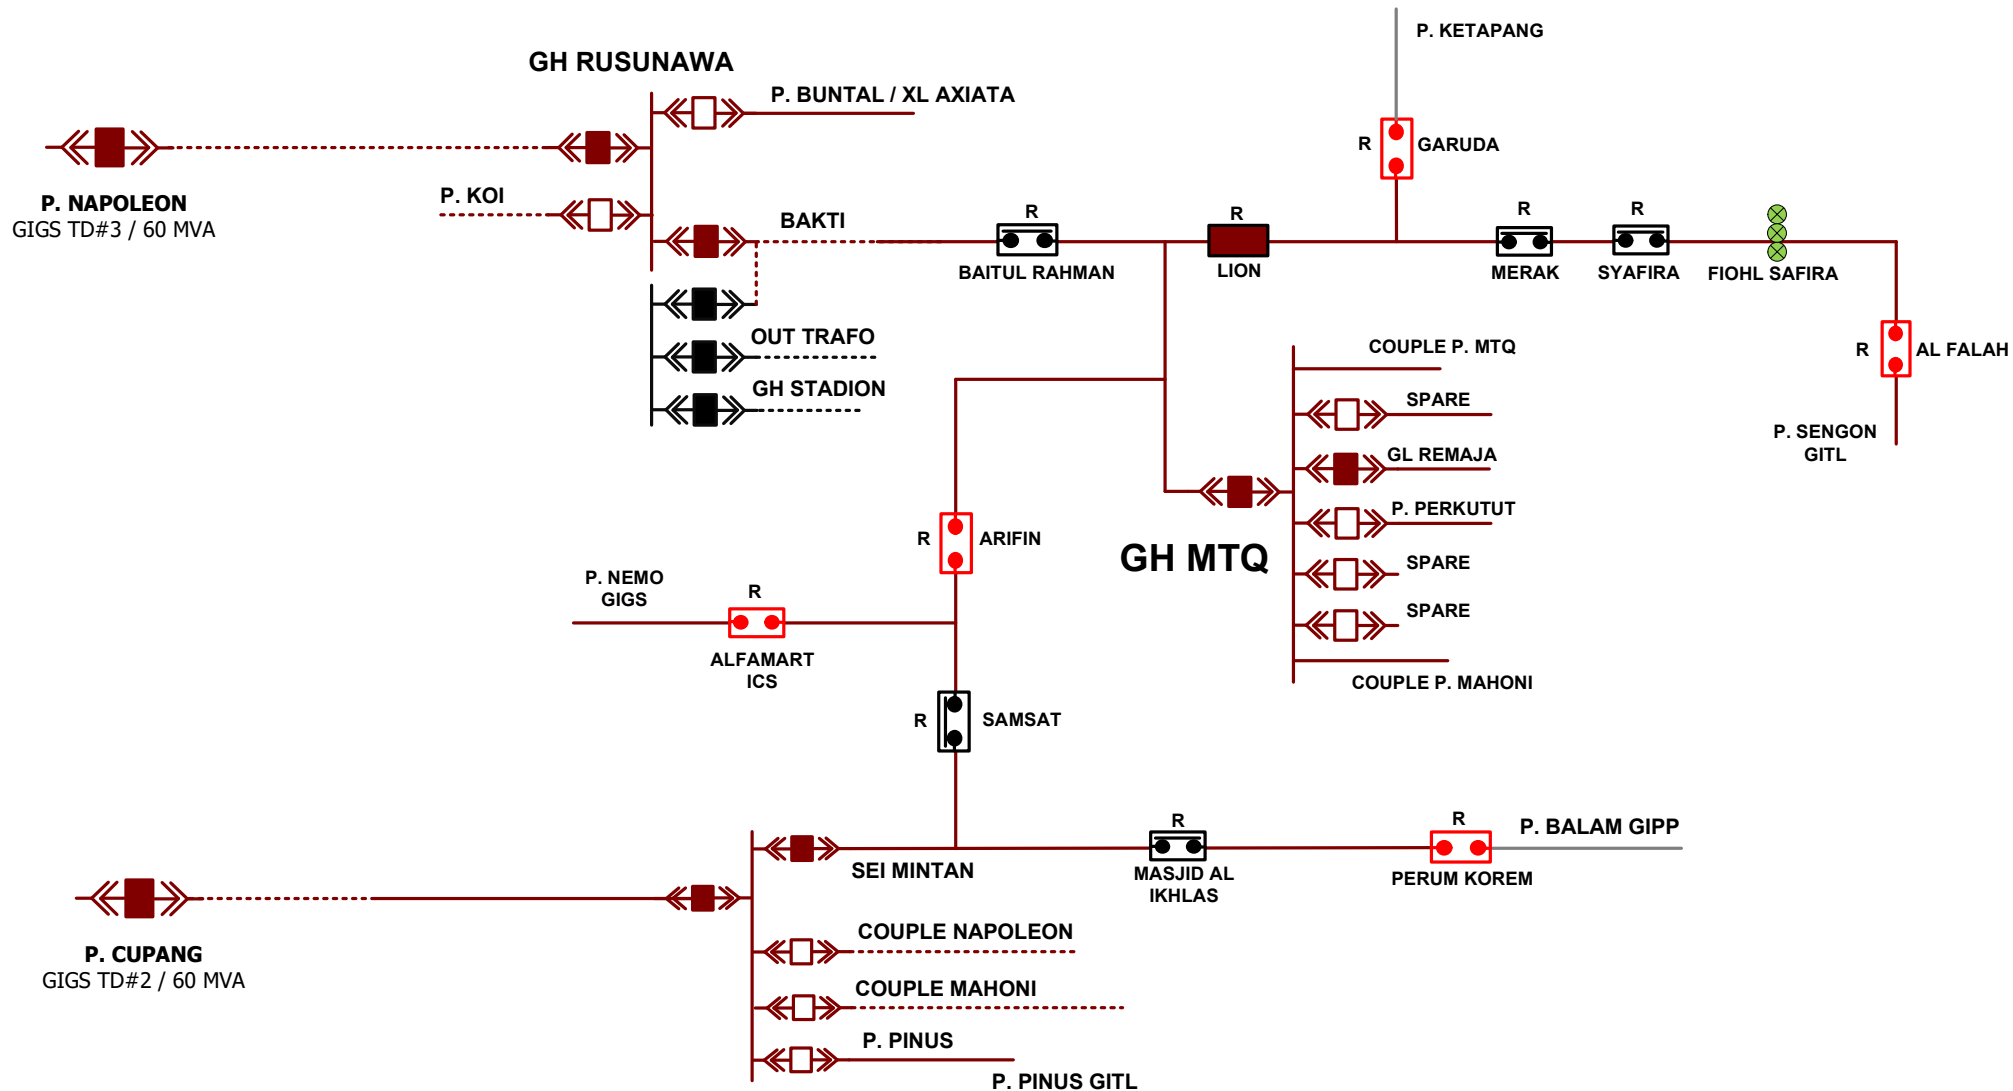 P. KETAPANG
GH RUSUNAWA
P. BUNTAL / XL AXIATA
R
GARUDA
P. NAPOLEON
GIGS TD#3 / 60 MVA
P. KOI
BAKTI
R
BAITUL RAHMAN
R
LION
R
MERAK
R
SYAFIRA
FIOHL SAFIRA
OUT TRAFO
GH STADION
COUPLE P. MTQ
R
AL FALAH
SPARE
P. SENGON
GITL
GL REMAJA
P. PERKUTUT
R
ARIFIN
GH MTQ
SPARE
P. NEMO
GIGS
R
SPARE
ALFAMART
ICS
COUPLE P. MAHONI
R
SAMSAT
R
R
P. BALAM GIPP
SEI MINTAN
MASJID AL
IKHLAS
PERUM KOREM
P. CUPANG
GIGS TD#2 / 60 MVA
COUPLE NAPOLEON
COUPLE MAHONI
P. PINUS
P. PINUS GITL